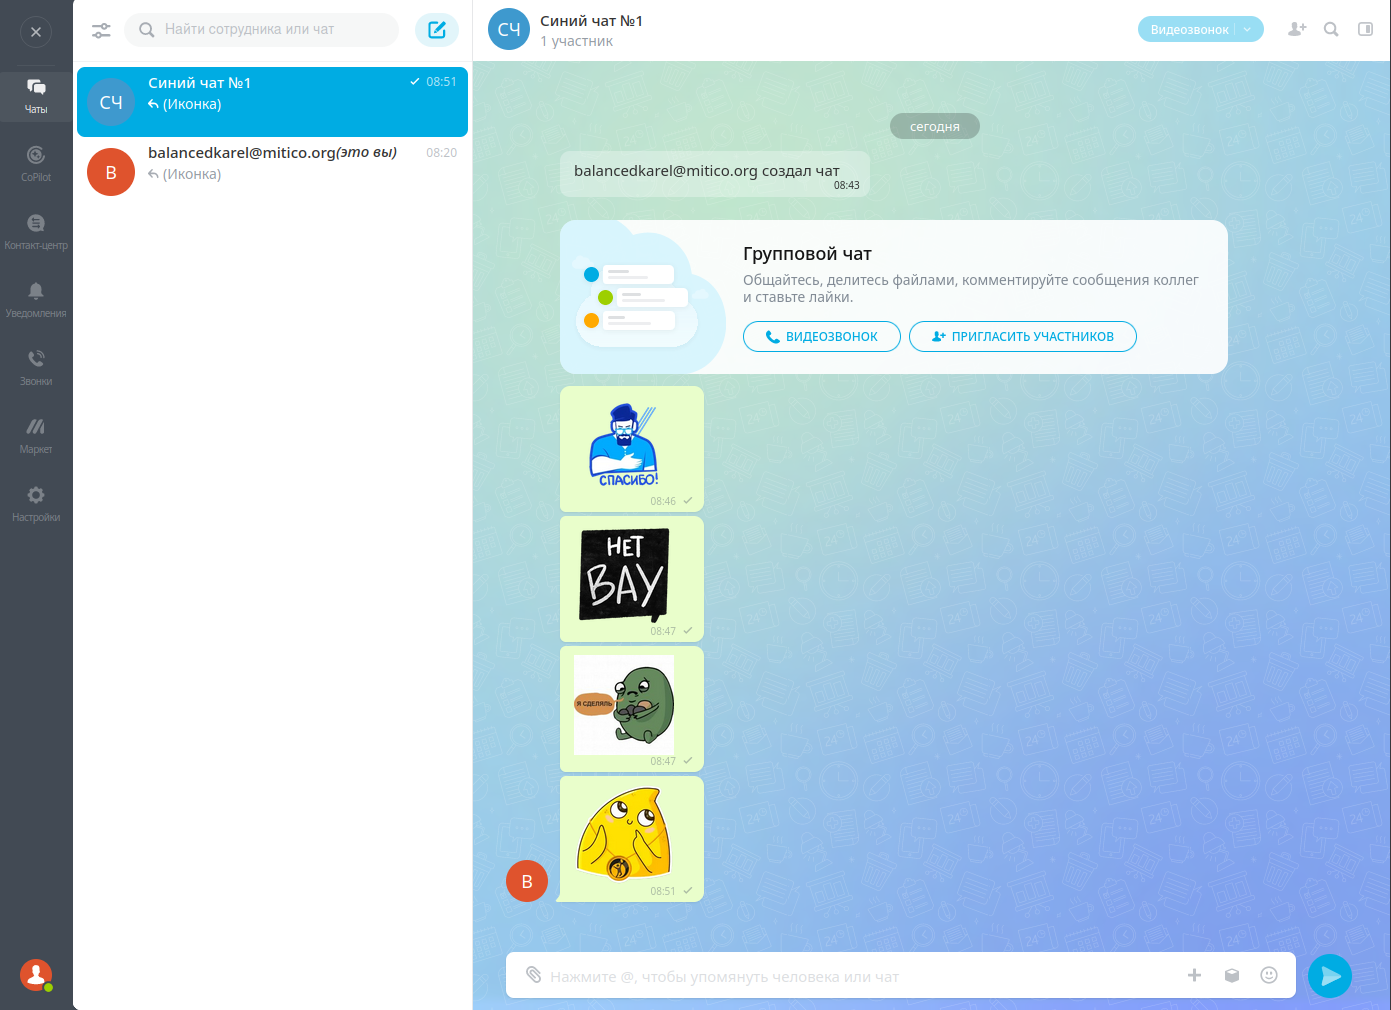 Чаты
CoPilot
Контакт-центр
Уведомления
Звонки
Маркет
Настройки
Найти сотрудника или чат
СЧ
Синий чат №1
08:51
(Иконка)
B
balancedkarel@mitico.org(это вы)
08:20
(Иконка)
СЧ
Синий чат №1
1 участник
Видеозвонок
сегодня
balancedkarel@mitico.org создал чат
08:43
Групповой чат
Общайтесь, делитесь файлами, комментируйте сообщения коллег
и ставьте лайки.
ВИДЕОЗВОНОК
ПРИГЛАСИТЬ УЧАСТНИКОВ
СПАСИБО!
08:46
НЕТ
ВАУ
08:47
Я СДЕЛЯЛЬ
08:47
08:51
B
Нажмите @, чтобы упомянуть человека или чат